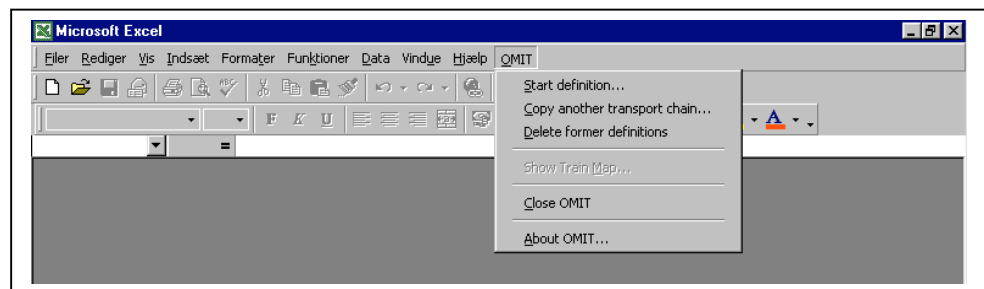 Microsoft Excel
Filer Rediger Vis Indsæt Formater Funktioner Data Vindue Hjælp OMIT
Start definition...
Copy another transport chain...
Delete former definitions
Show Train Map...
Close OMIT
About OMIT...
F K U
A
=